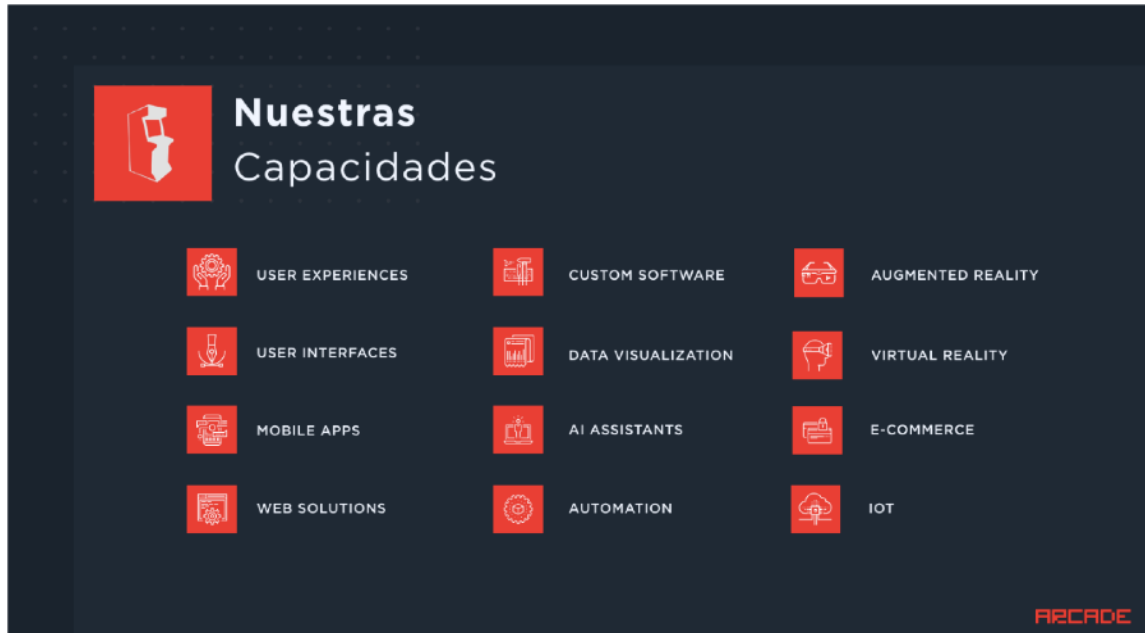 Nuestras
Capacidades
USER EXPERIENCES
USER INTERFACES
MOBILE APPS
WEB SOLUTIONS
CUSTOM SOFTWARE
DATA VISUALIZATION
AI ASSISTANTS
AUTOMATION
AUGMENTED REALITY
VIRTUAL REALITY
E-COMMERCE
IOT
ARCADE